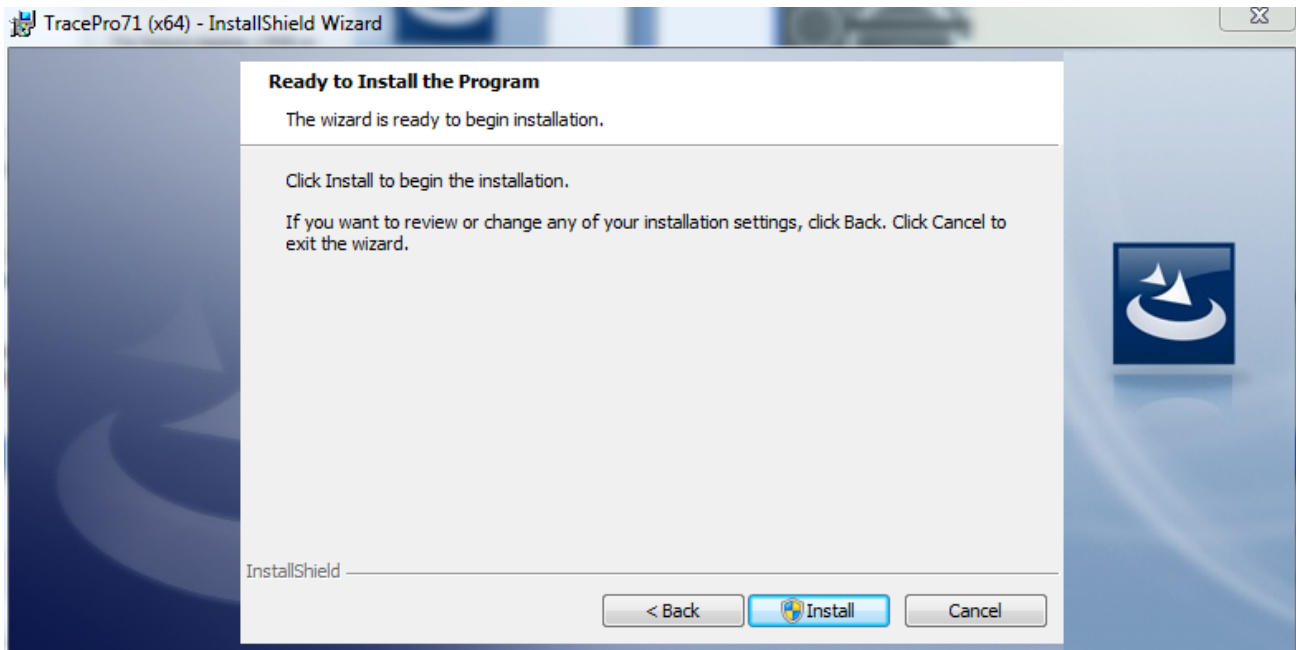 TracePro71 (x64) - InstallShield Wizard
Ready to Install the Program
The wizard is ready to begin installation.
Click Install to begin the installation.
If you want to review or change any of your installation settings, click Back. Click Cancel to
exit the wizard.
InstallShield
< Back
Install
Cancel